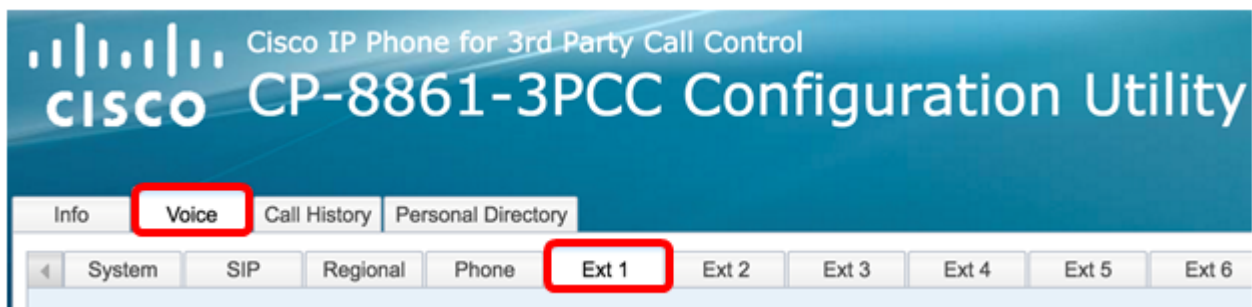 Cisco IP Phone for 3rd Party Call Control
CISCO CP-8861-3PCC Configuration Utility
Info Voice Call History Personal Directory
System SIP Regional Phone Ext 1 Ext 2 Ext 3 Ext 4 Ext 5 Ext 6